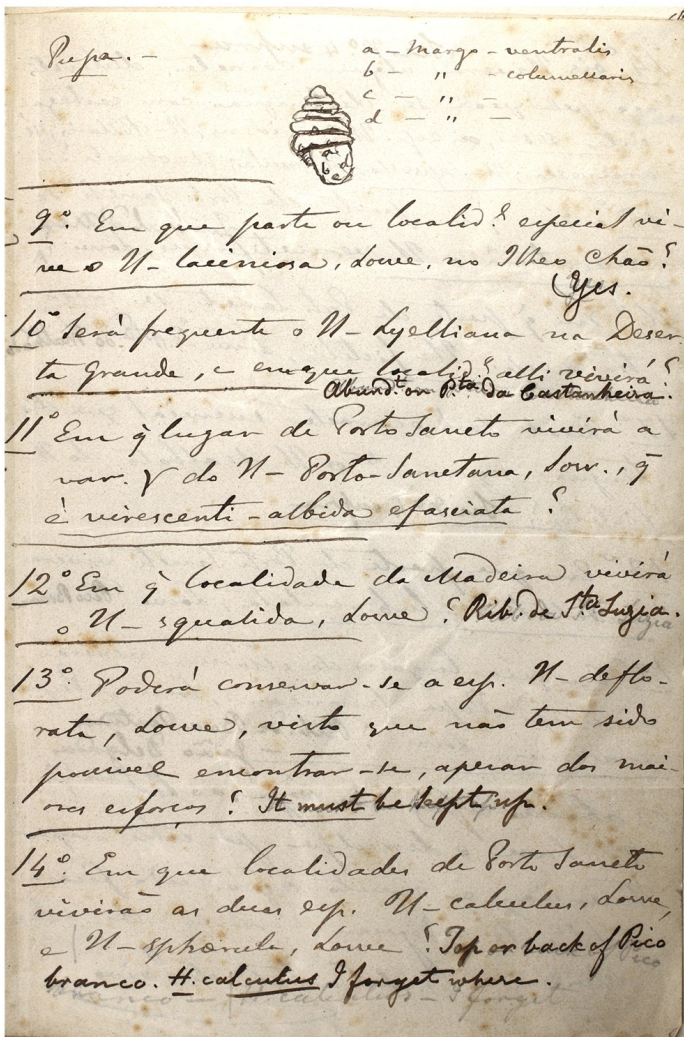 Pupa. –
a – Margo – ventralis
b – " – columellaris
c – "
d – " –
9º. Em que parte ou localid.e especial vi-
ve o H– laciniosa, Lowe, no Ilheo Chão?
Yes.
10º Será frequente o H– Lyelliana na Deser-
ta Grande, e em que localid.e alli viverá?
Abund.t on P.ta da Castanheira.
11º Em q̃ lugar de Porto Sancto viverá a
var. γ do H– Porto-Sanctana, Sow., q̃
é virescenti-albida efasciata?
12º Em q̃ localidade da Madeira viverá
o H– squalida, Lowe? Rib. de S.ta Luzia.
13º. Poderá conservar-se a esp. H– deflo-
rata, Lowe, visto que não tem sido
possivel encontrar-se, apezar dos mai-
ores esforços? It must be kept up.
14º. Em que localidades de Porto Sancto
viverão as duas esp. H– calculus, Lowe,
e H– sphærula, Lowe? Top or back of Pico
branco. H. calculus I forget where.